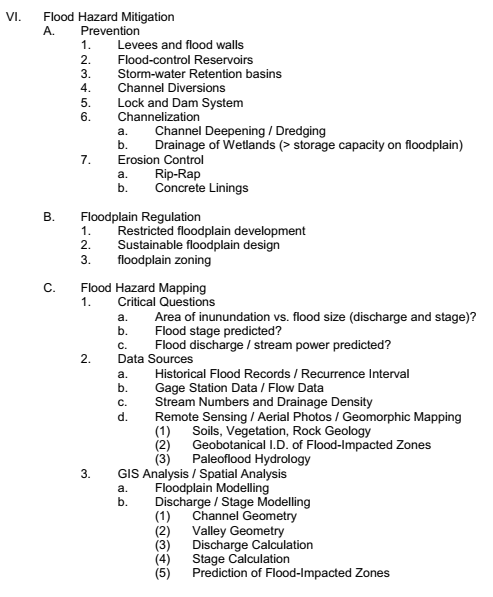 VI. Flood Hazard Mitigation
A. Prevention
1. Levees and flood walls
2. Flood-control Reservoirs
3. Storm-water Retention basins
4. Channel Diversions
5. Lock and Dam System
6. Channelization
a. Channel Deepening / Dredging
b. Drainage of Wetlands (> storage capacity on floodplain)
7. Erosion Control
a. Rip-Rap
b. Concrete Linings
B. Floodplain Regulation
1. Restricted floodplain development
2. Sustainable floodplain design
3. floodplain zoning
C. Flood Hazard Mapping
1. Critical Questions
a. Area of inunundation vs. flood size (discharge and stage)?
b. Flood stage predicted?
c. Flood discharge / stream power predicted?
2. Data Sources
a. Historical Flood Records / Recurrence Interval
b. Gage Station Data / Flow Data
c. Stream Numbers and Drainage Density
d. Remote Sensing / Aerial Photos / Geomorphic Mapping
(1) Soils, Vegetation, Rock Geology
(2) Geobotanical I.D. of Flood-Impacted Zones
(3) Paleoflood Hydrology
3. GIS Analysis / Spatial Analysis
a. Floodplain Modelling
b. Discharge / Stage Modelling
(1) Channel Geometry
(2) Valley Geometry
(3) Discharge Calculation
(4) Stage Calculation
(5) Prediction of Flood-Impacted Zones